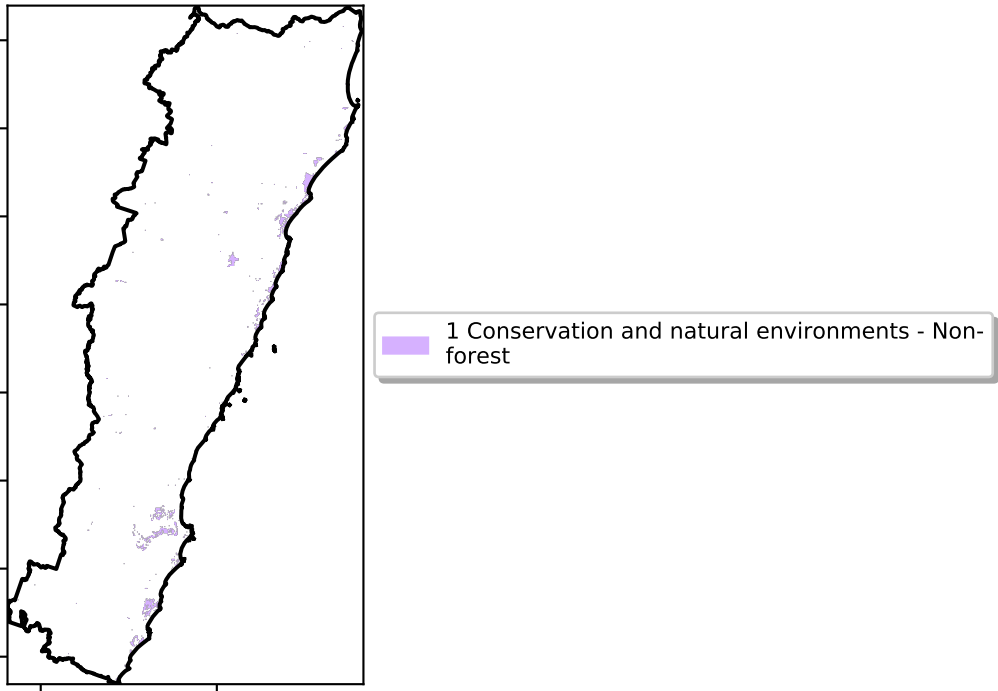 1 Conservation and natural environments - Non-
forest